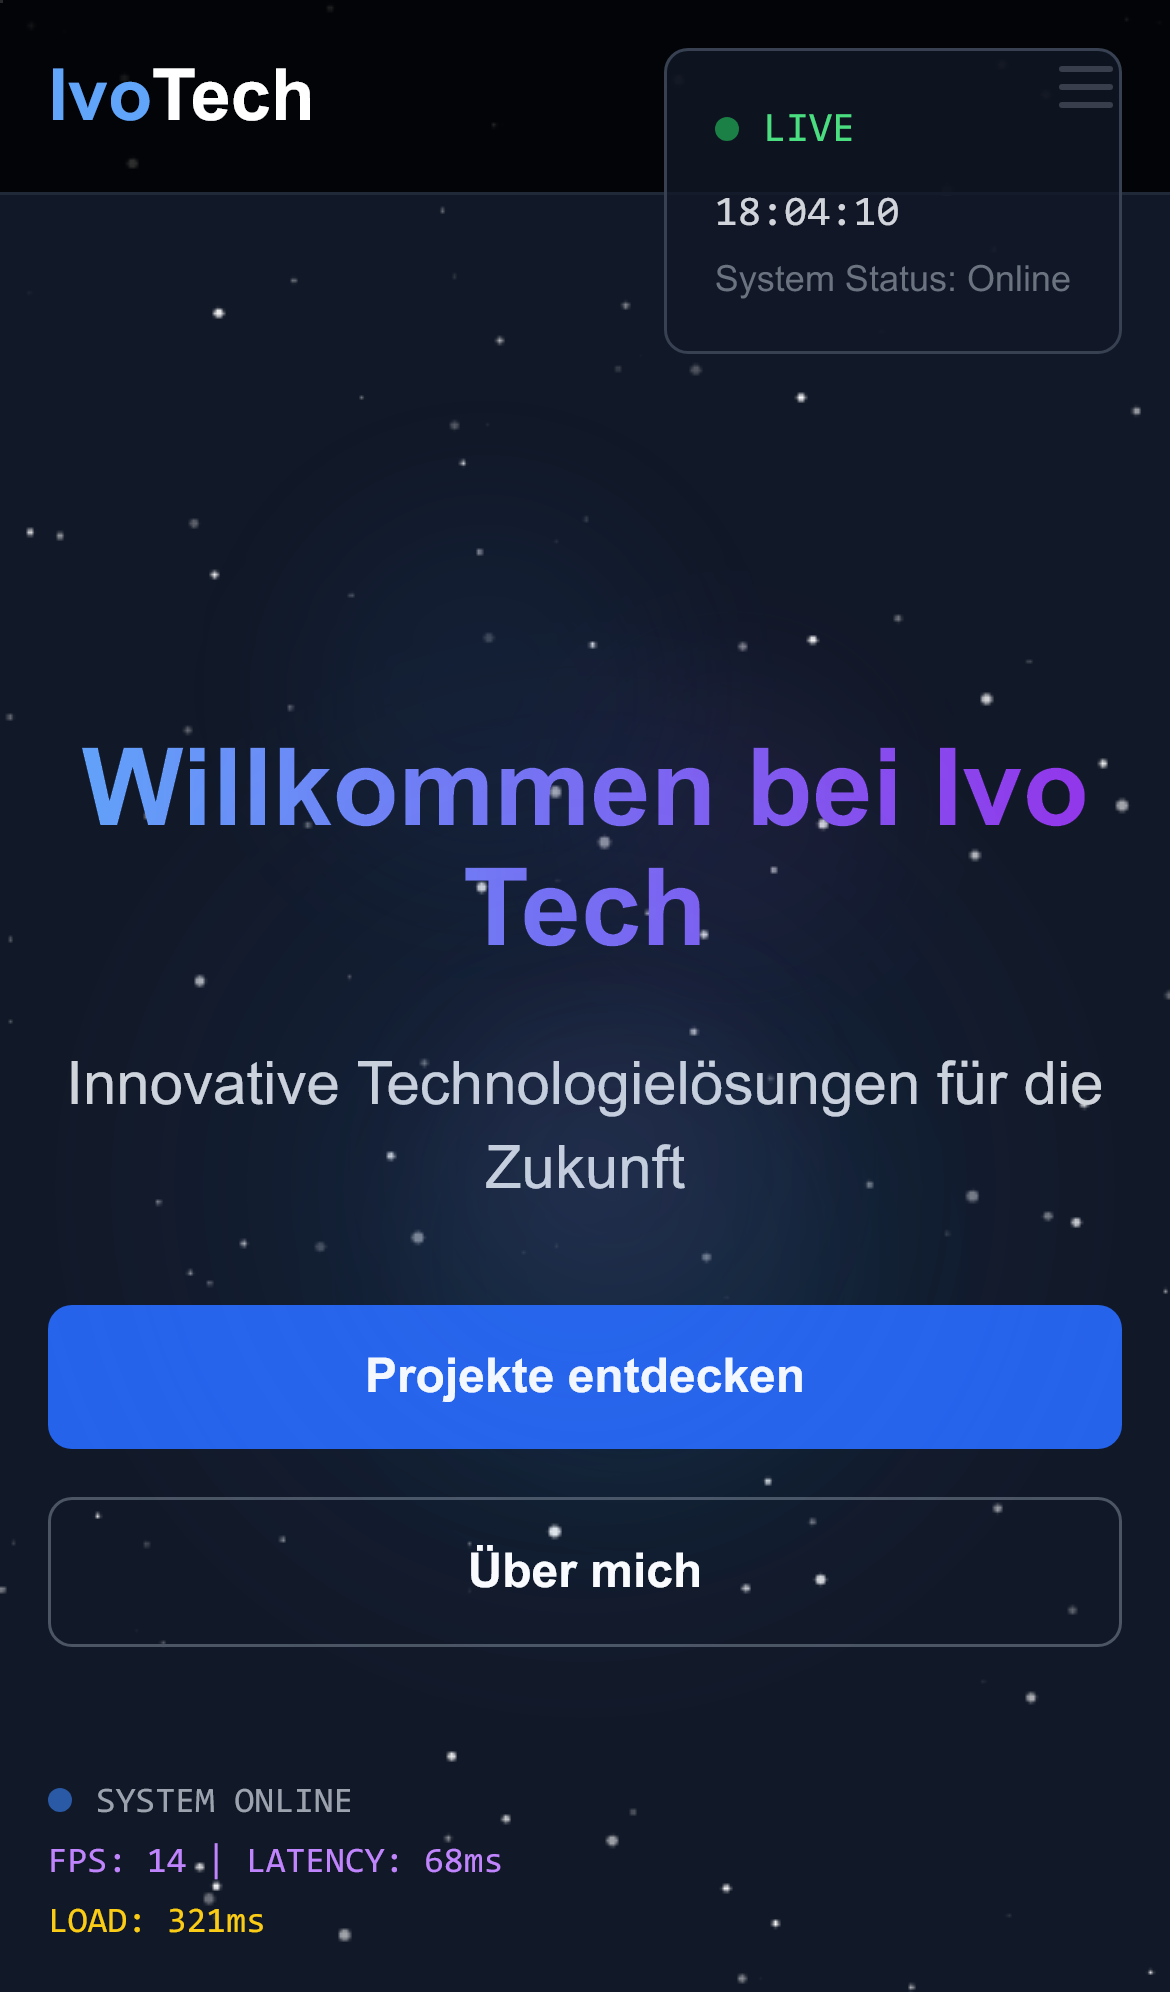 IvoTech
LIVE
18:04:10
System Status: Online
Willkommen bei Ivo
Tech
Innovative Technologielösungen für die
Zukunft
Projekte entdecken
Über mich
SYSTEM ONLINE
FPS: 14 | LATENCY: 68ms
LOAD: 321ms